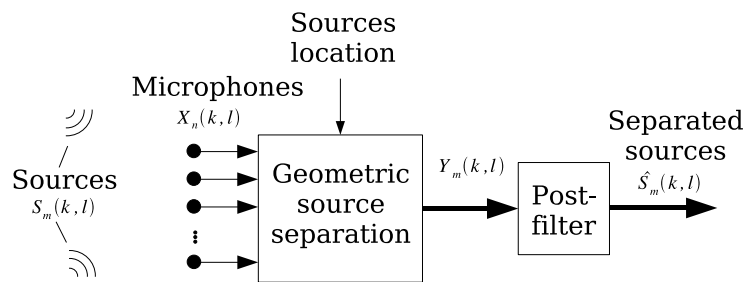 Sources
location
Microphones
X_n(k,l)
Sources
S_m(k,l)
Geometric
source
separation
Y_m(k,l)
Post-
filter
Separated
sources
Ŝ_m(k,l)